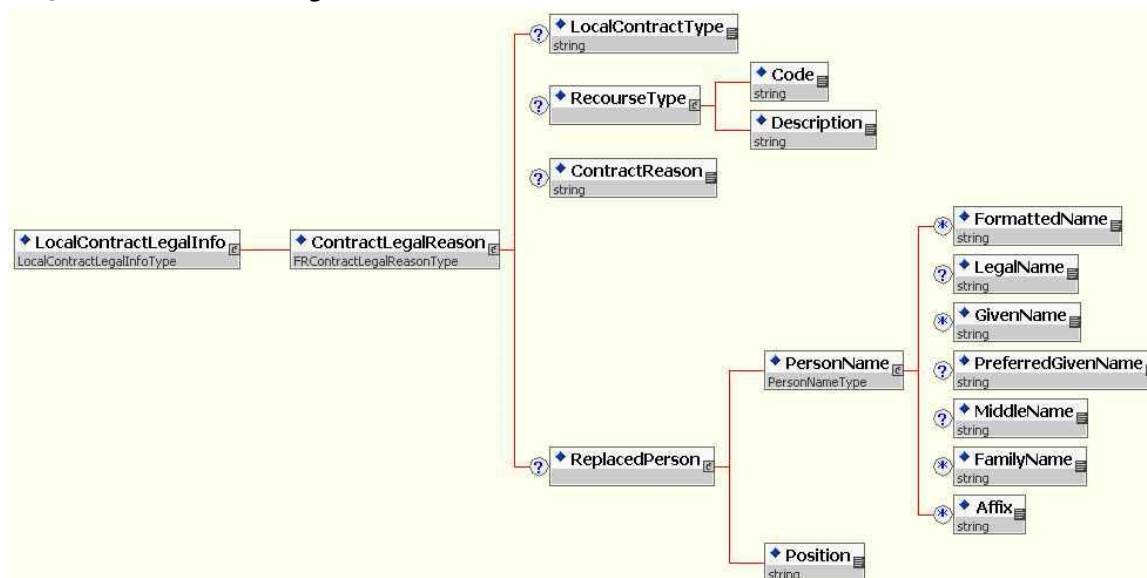 LocalContractType
string
RecourseType
Code
string
Description
string
ContractReason
string
LocalContractLegalInfo
LocalContractLegalInfoType
ContractLegalReason
FRContractLegalReasonType
FormattedName
string
LegalName
string
GivenName
string
PersonName
PersonNameType
PreferredGivenName
string
MiddleName
string
ReplacedPerson
FamilyName
string
Affix
string
Position
string